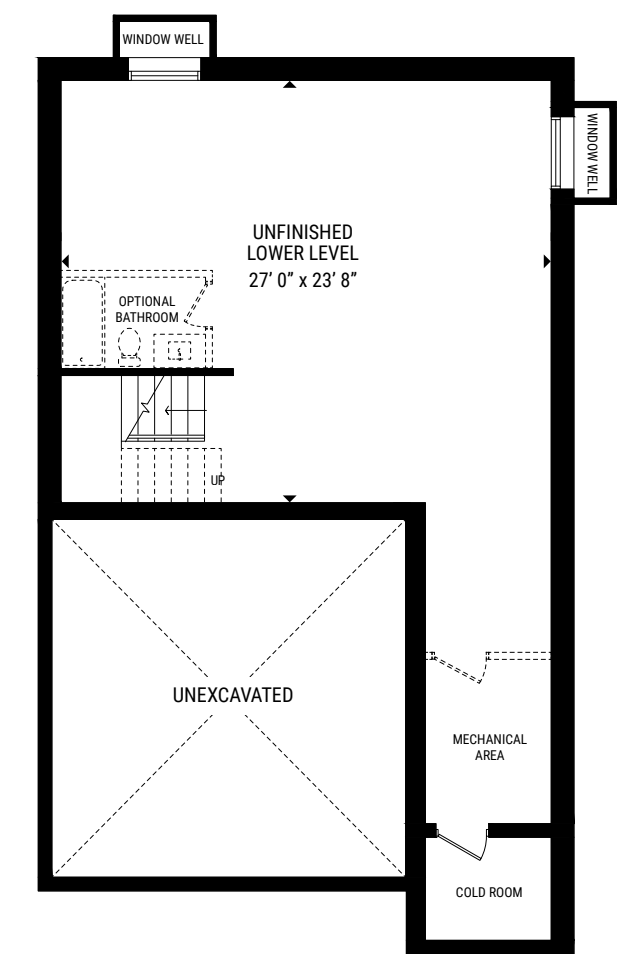 WINDOW WELL
WINDOW WELL
UNFINISHED
LOWER LEVEL
27’ 0” x 23’ 8”
OPTIONAL
BATHROOM
UP
UNEXCAVATED
MECHANICAL
AREA
COLD ROOM